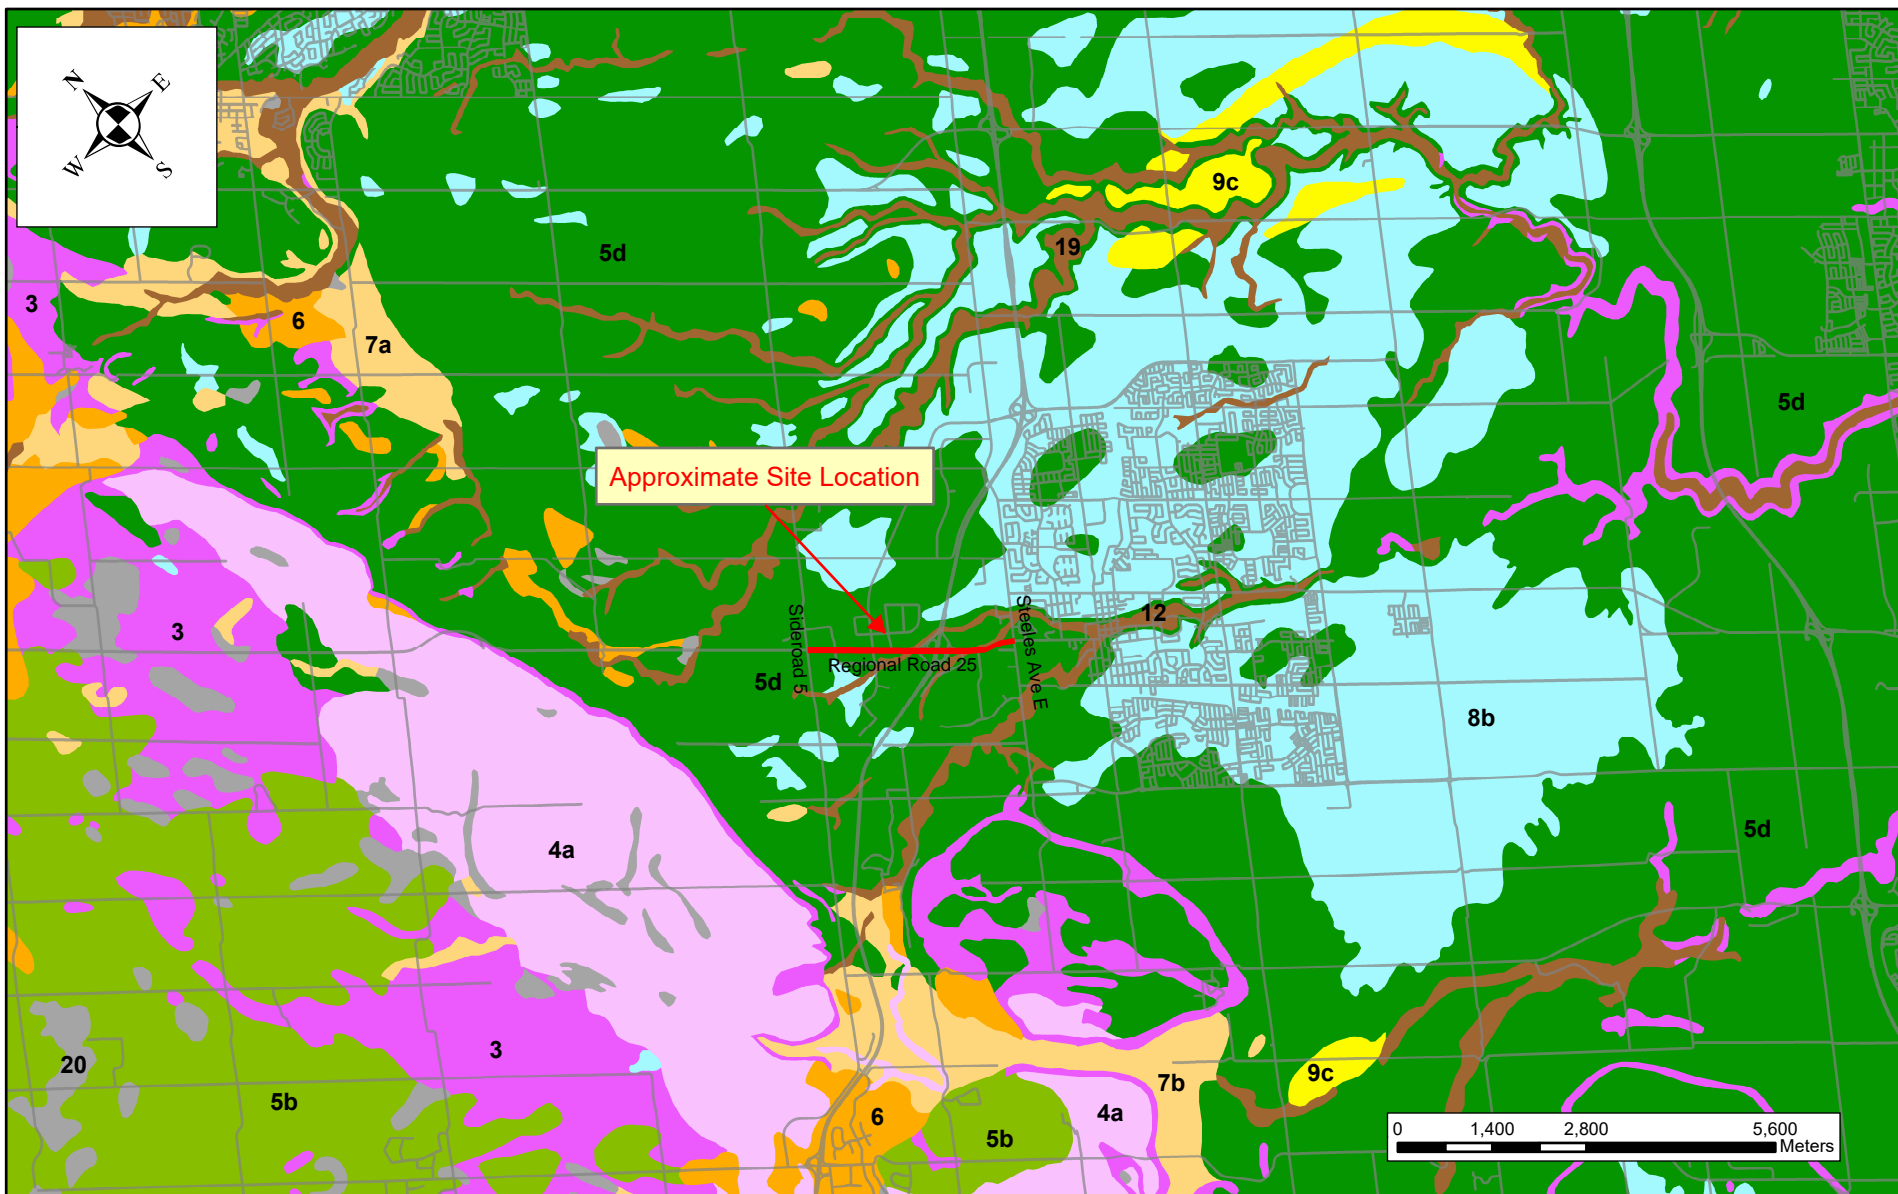 N
E
W
S
9c
19
5d
3
6
7a
5d
Approximate Site Location
3
Sideroad 5
Steeles Ave E
12
Regional Road 25
5d
8b
4a
5d
3
20
5b
9c
7b
6
4a
5b
0 1,400 2,800 5,600
Meters